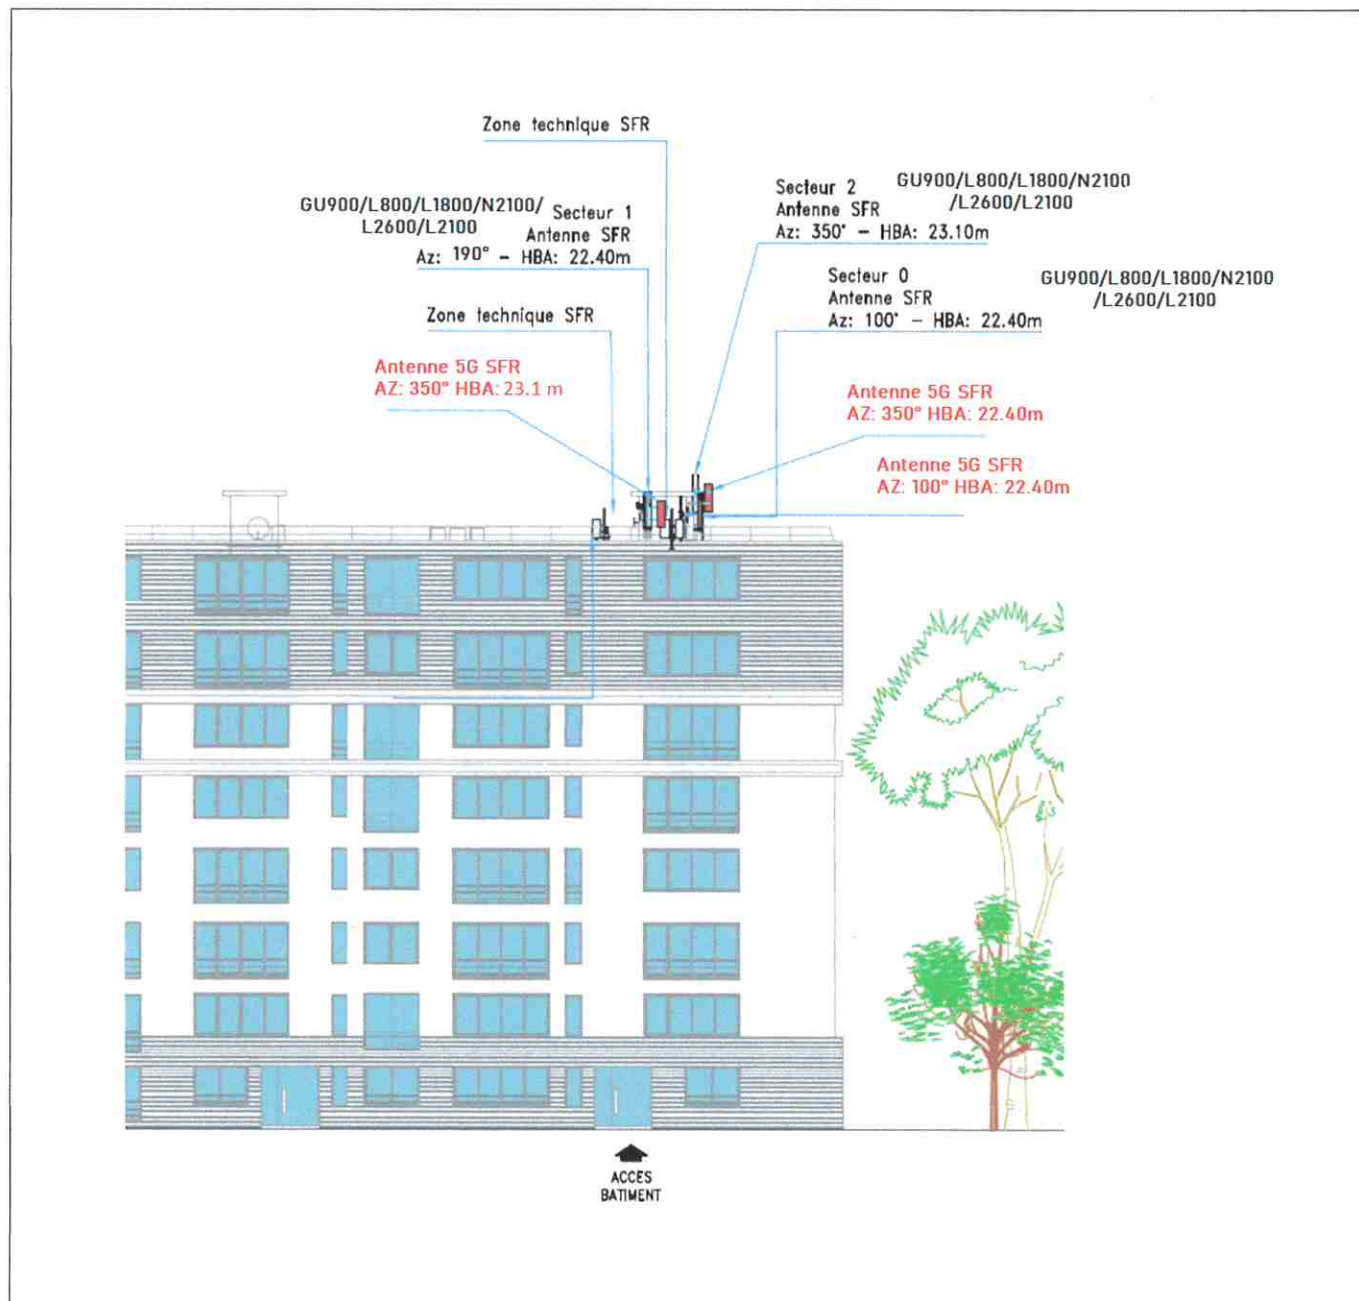 Zone technique SFR
GU900/L800/L1800/N2100/
L2600/L2100
Secteur 1
Antenne SFR
Az: 190° - HBA: 22.40m
Secteur 2
Antenne SFR
Az: 350° - HBA: 23.10m
GU900/L800/L1800/N2100
/L2600/L2100
Secteur 0
Antenne SFR
Az: 100° - HBA: 22.40m
GU900/L800/L1800/N2100
/L2600/L2100
Zone technique SFR
Antenne 5G SFR
AZ: 350° HBA: 23.1 m
Antenne 5G SFR
AZ: 350° HBA: 22.40m
Antenne 5G SFR
AZ: 100° HBA: 22.40m
ACCES
BATIMENT